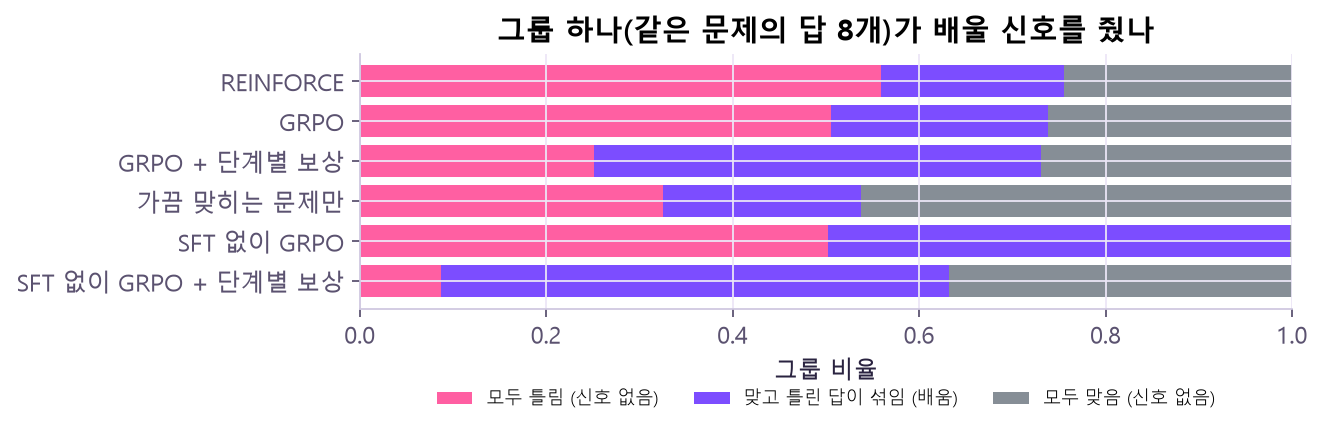 그룹 하나(같은 문제의 답 8개)가 배울 신호를 줬나
REINFORCE
GRPO
GRPO + 단계별 보상
가끔 맞히는 문제만
SFT 없이 GRPO
SFT 없이 GRPO + 단계별 보상
0.0 0.2 0.4 0.6 0.8 1.0
그룹 비율
모두 틀림 (신호 없음) 맞고 틀린 답이 섞임 (배움) 모두 맞음 (신호 없음)